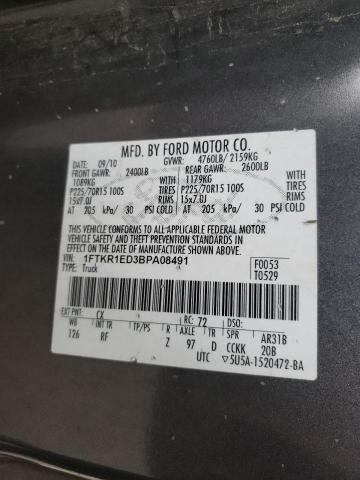 MFD. BY FORD MOTOR CO.
DATE: 09/10 GVWR: 4760LB/ 2159KG
FRONT GAWR: 2400LB REAR GAWR: 2600LB
1089KG WITH 1179KG WITH
P225/70R15 100S TIRES P225/70R15 100S TIRES
15x7.0J RIMS 15x7.0J RIMS
AT 205 kPa/ 30 PSI COLD AT 205 kPa/ 30 PSI COLD
THIS VEHICLE CONFORMS TO ALL APPLICABLE FEDERAL MOTOR
VEHICLE SAFETY AND THEFT PREVENTION STANDARDS IN
EFFECT ON THE DATE OF MANUFACTURE SHOWN ABOVE.
VIN: 1FTKR1ED3BPA08491 F0053
TYPE: Truck T0529
EXT PNT: CX RC: 72 DSO:
WB INT TR TP/PS R AXLE TR SPR AR31B
126 RF Z 97 D CCKK 20B
UTC ▽5U5A-1520472-BA